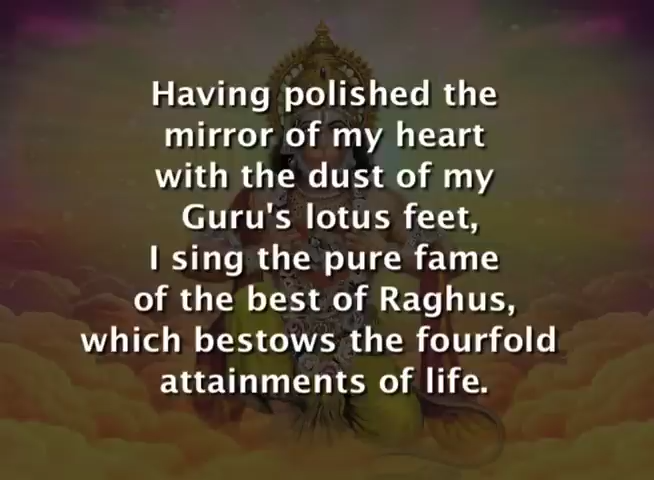 Having polished the
mirror of my heart
with the dust of my
Guru's lotus feet,
I sing the pure fame
of the best of Raghus,
which bestows the fourfold
attainments of life.